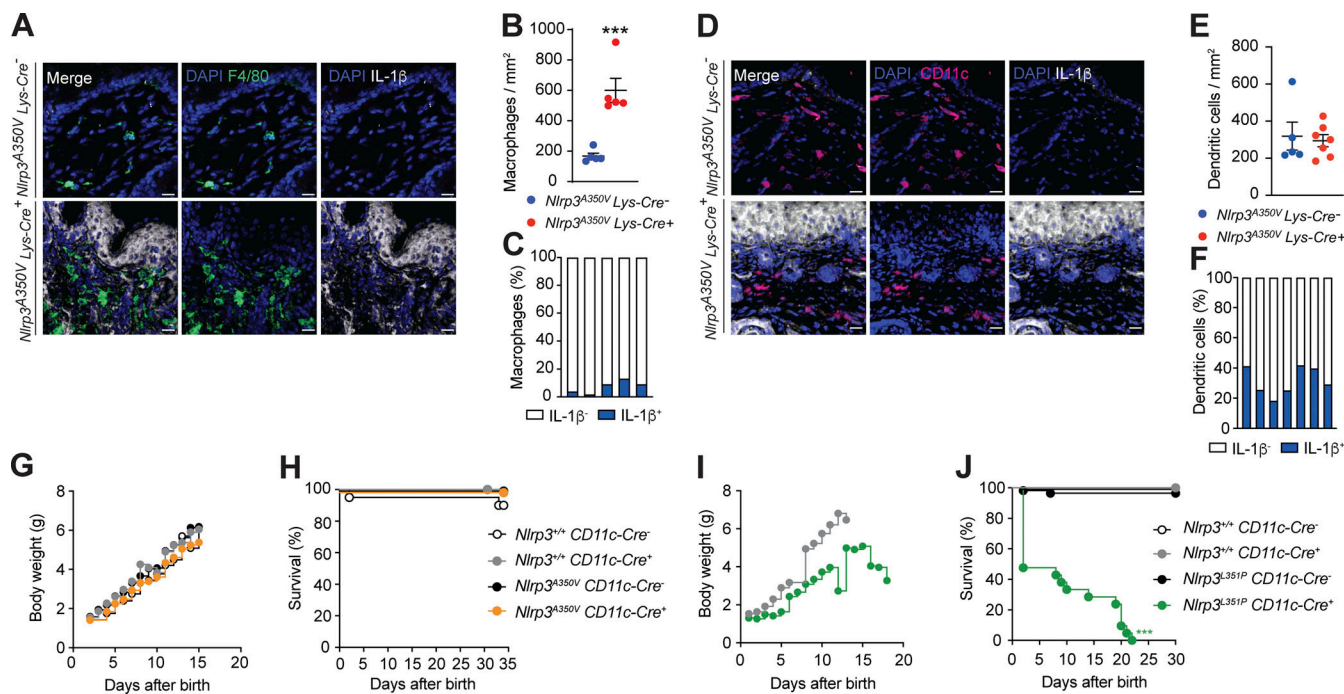 A
Nlrp3A350V Lys-Cre-
Merge
DAPI F4/80
DAPI IL-1β
Nlrp3A350V Lys-Cre+
B
***
Macrophages / mm2
1000
800
600
400
200
0
Nlrp3A350V Lys-Cre-
Nlrp3A350V Lys-Cre+
C
Macrophages (%)
100
80
60
40
20
0
IL-1β-
IL-1β+
D
Nlrp3A350V Lys-Cre-
Merge
DAPI CD11c
DAPI IL-1β
Nlrp3A350V Lys-Cre+
E
Dendritic cells / mm2
800
600
400
200
0
Nlrp3A350V Lys-Cre-
Nlrp3A350V Lys-Cre+
F
Dendritic cells (%)
100
80
60
40
20
0
IL-1β-
IL-1β+
G
Body weight (g)
8
6
4
2
0
0 5 10 15 20
Days after birth
H
Survival (%)
100
80
60
40
20
0
0 5 10 15 20 25 30 35
Days after birth
Nlrp3+/+ CD11c-Cre-
Nlrp3+/+ CD11c-Cre+
Nlrp3A350V CD11c-Cre-
Nlrp3A350V CD11c-Cre+
I
Body weight (g)
8
6
4
2
0
0 5 10 15 20
Days after birth
J
Survival (%)
100
80
60
40
20
0
0 10 20 30
***
Days after birth
Nlrp3+/+ CD11c-Cre-
Nlrp3+/+ CD11c-Cre+
Nlrp3L351P CD11c-Cre-
Nlrp3L351P CD11c-Cre+